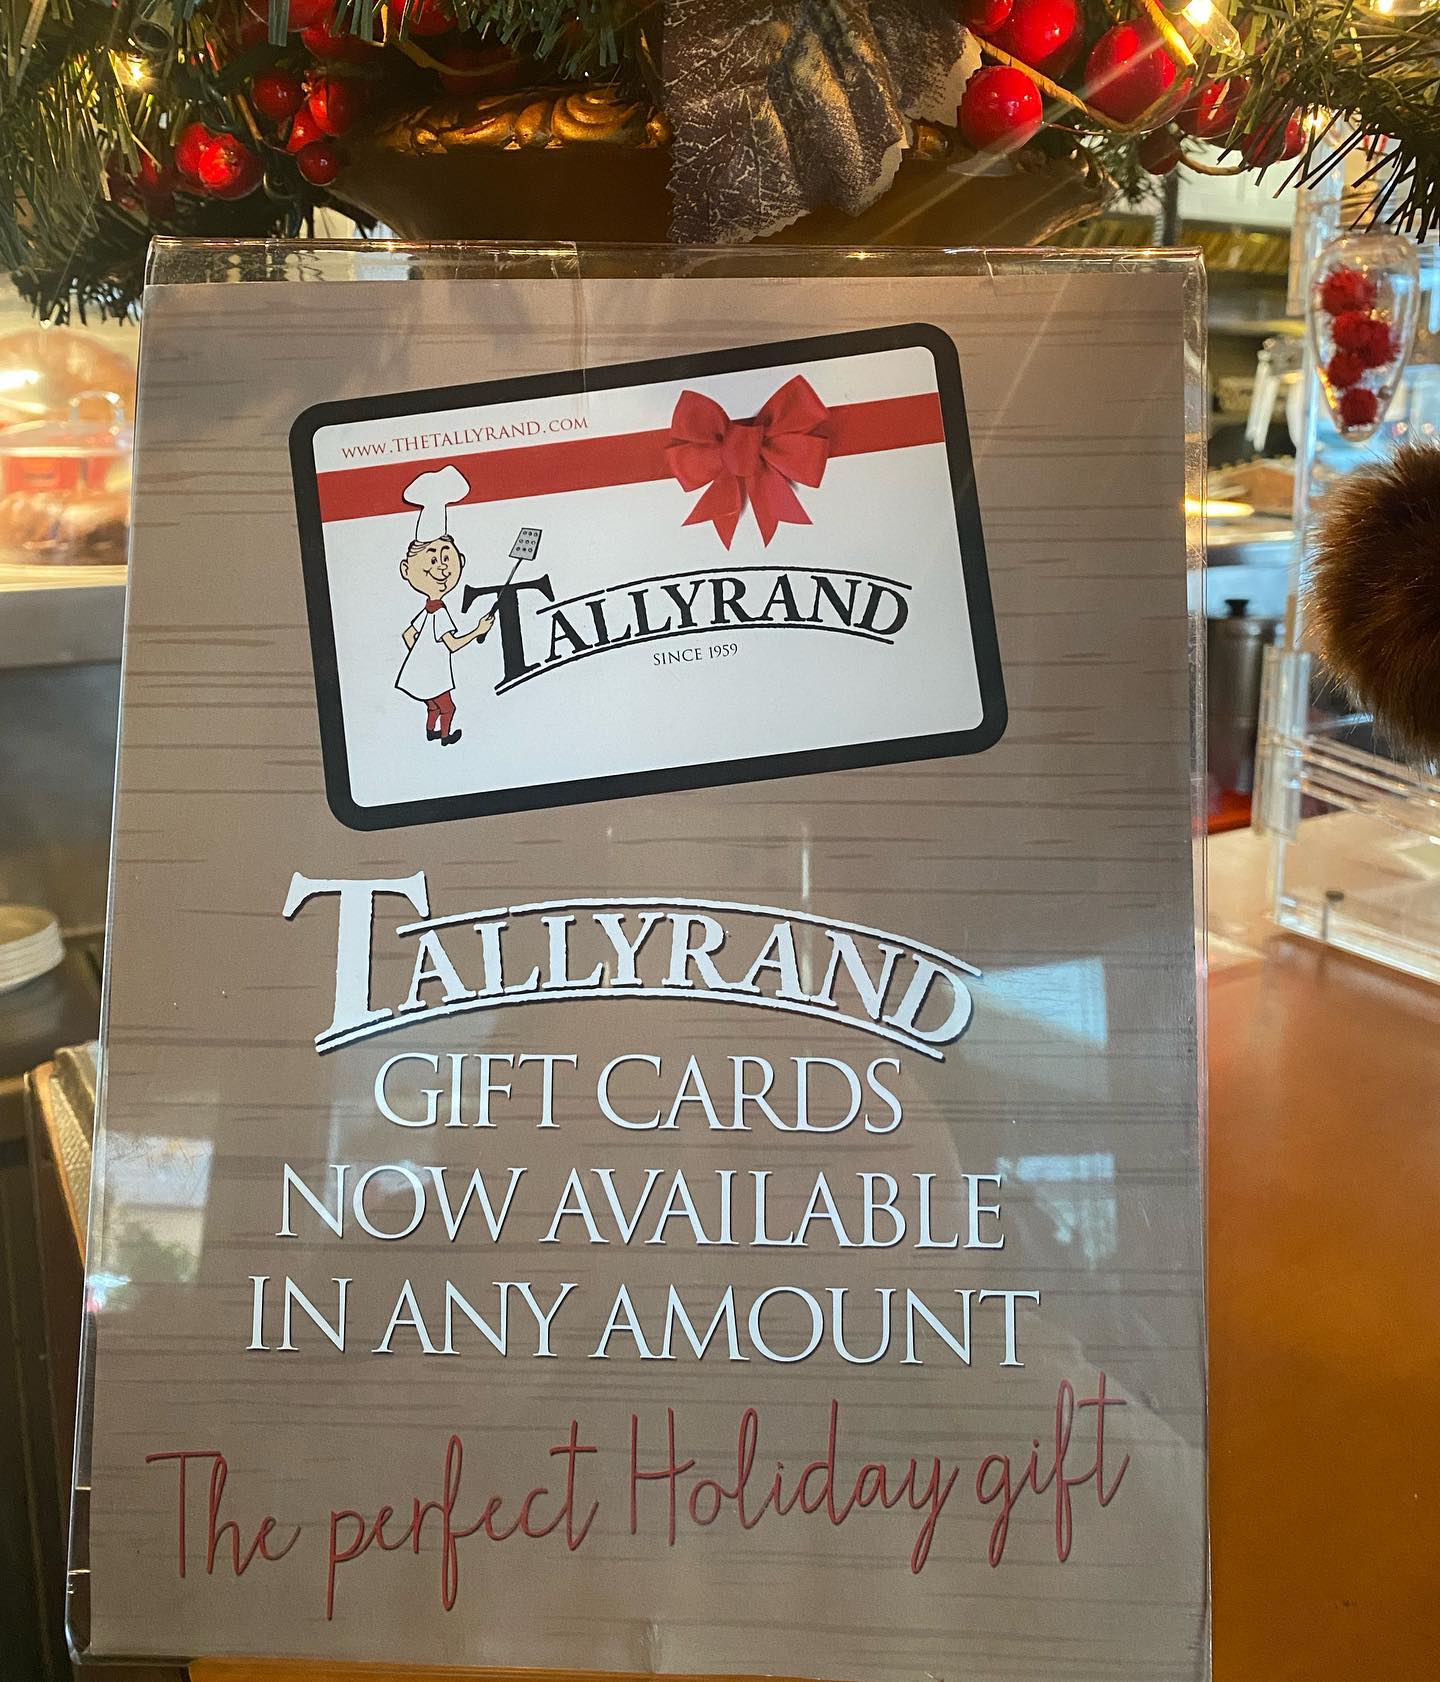 WWW.THETALLYRAND.COM
TALLYRAND
SINCE 1959
TALLYRAND
GIFT CARDS
NOW AVAILABLE
IN ANY AMOUNT
The perfect Holiday gift